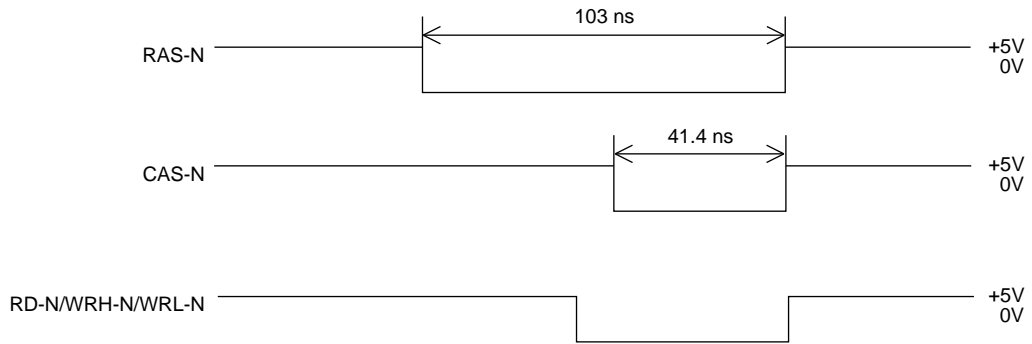 103 ns
RAS-N
+5V
0V
41.4 ns
CAS-N
+5V
0V
RD-N/WRH-N/WRL-N
+5V
0V